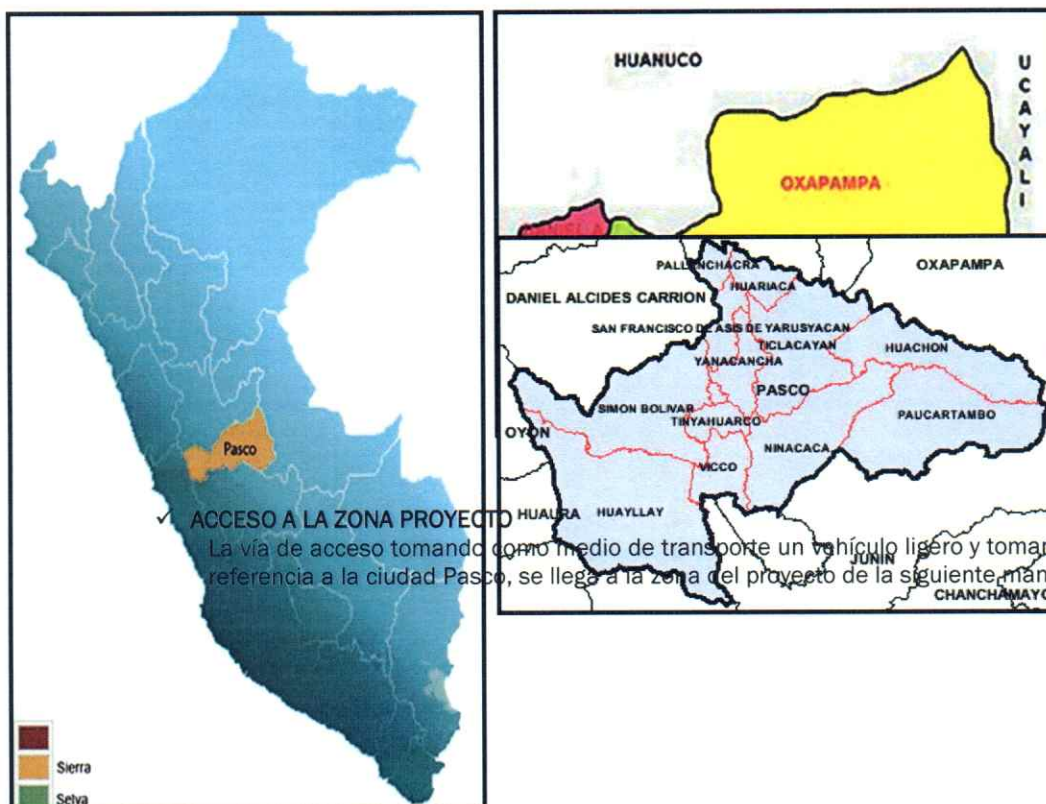 HUANUCO
UCAYALI
OXAPAMPA
Pasco
Sierra
Selva
PALLANCHACRA
HUARIACA
OXAPAMPA
DANIEL ALCIDES CARRION
SAN FRANCISCO DE ASIS DE YARUSYACAN
TICLACAYAN
HUACHON
YANACANCHA
PASCO
SIMON BOLIVAR
TINYAHUARCO
PAUCARTAMBO
OYON
NINACACA
VICCO
HUAURA
HUAYLLAY
JUNIN
CHANCHAMAYO
✓ ACCESO A LA ZONA PROYECTO
La vía de acceso tomando como medio de transporte un vehículo ligero y toman
referencia a la ciudad Pasco, se llega a la zona del proyecto de la siguiente man